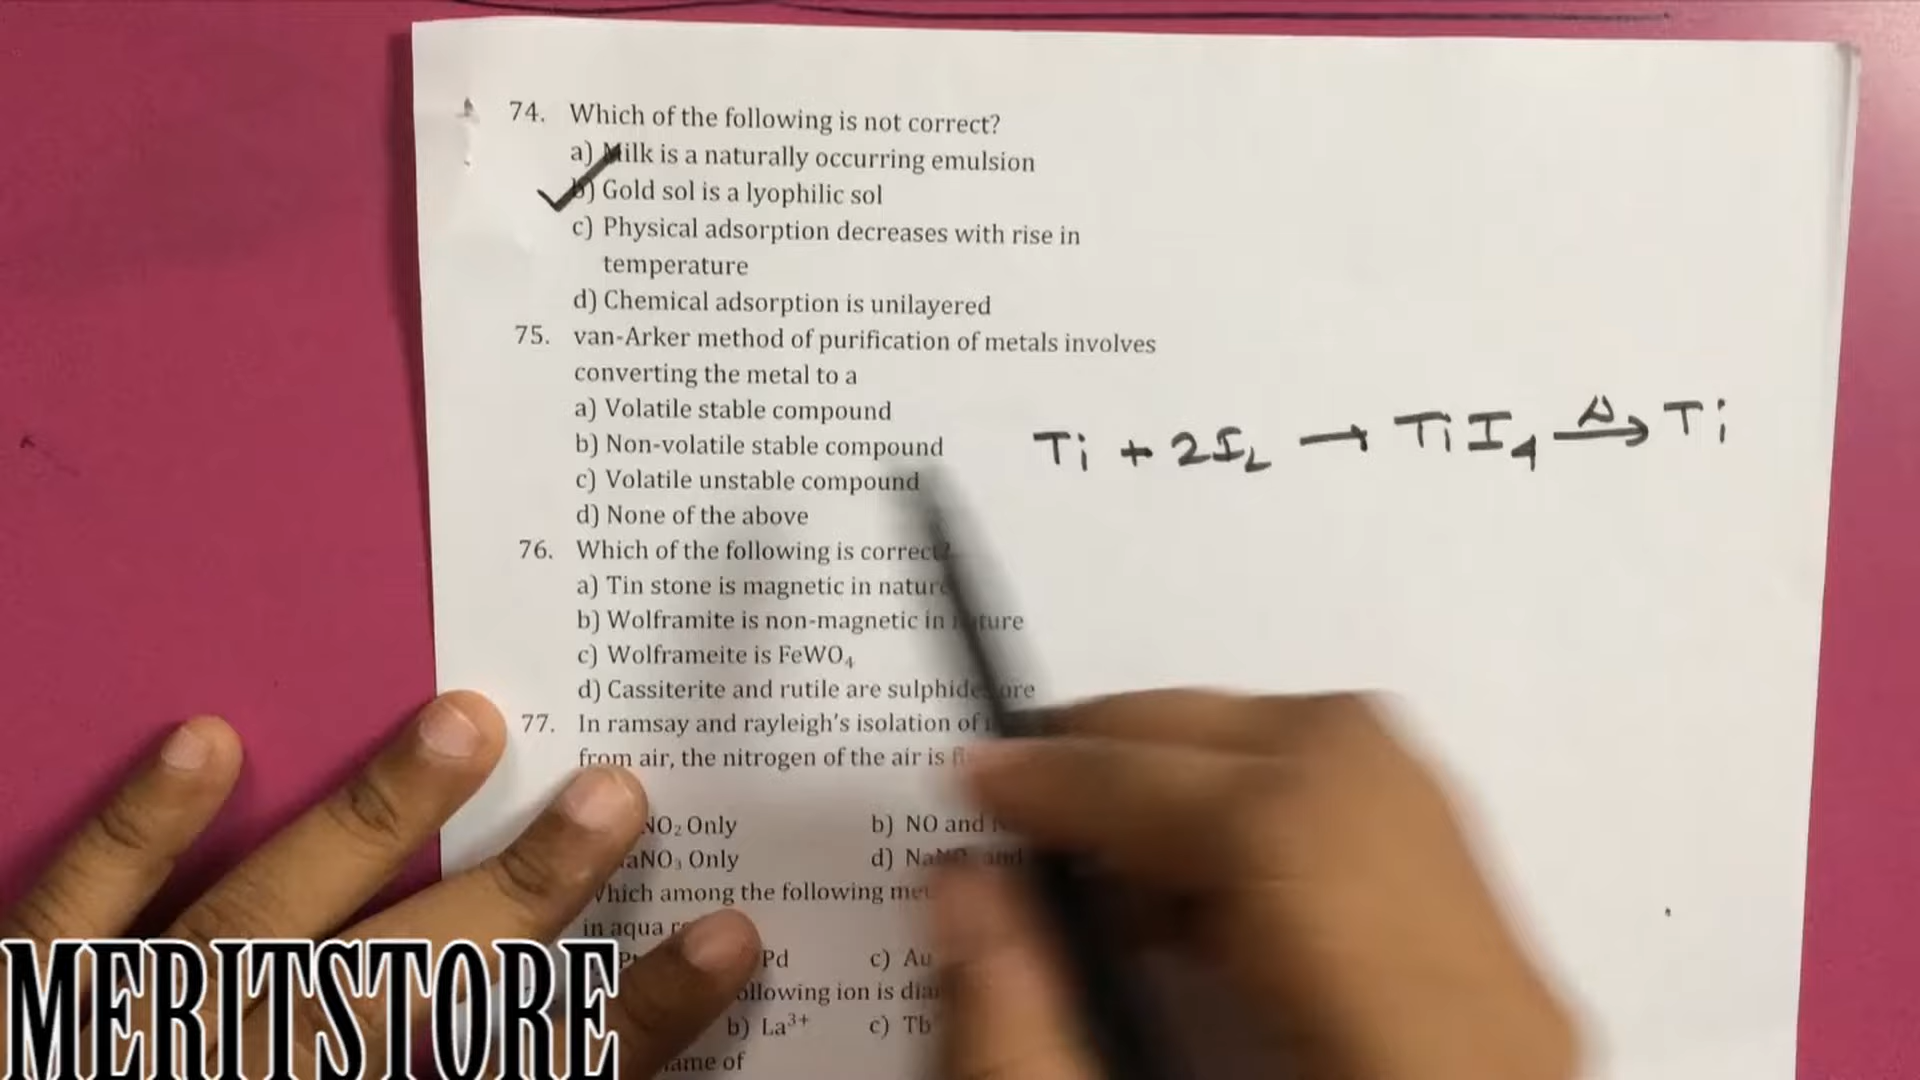 74. Which of the following is not correct?
a) Milk is a naturally occurring emulsion
b) Gold sol is a lyophilic sol
c) Physical adsorption decreases with rise in
temperature
d) Chemical adsorption is unilayered
75. van-Arker method of purification of metals involves
converting the metal to a
a) Volatile stable compound
b) Non-volatile stable compound
c) Volatile unstable compound
d) None of the above
Ti + 2I₂ → TiI₄ —Δ→ Ti
76. Which of the following is correct?
a) Tin stone is magnetic in nature
b) Wolframite is non-magnetic in nature
c) Wolframeite is FeWO₄
d) Cassiterite and rutile are sulphide ore
77. In ramsay and rayleigh's isolation of
from air, the nitrogen of the air is
NO₂ Only b) NO and
NaNO₃ Only d) and
Which among the following
in aqua
Pd c) Au
following ion is
b) La³⁺ c) Tb
name of
MERITSTORE